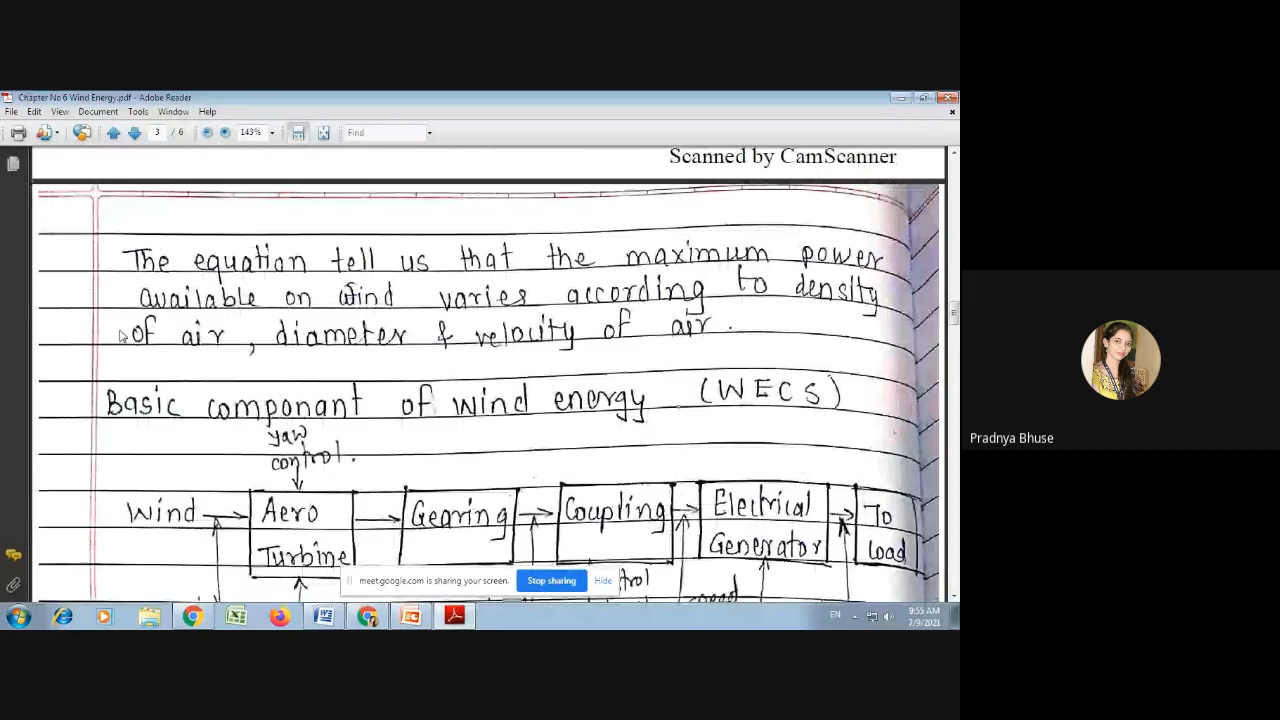 Chapter No 6 Wind Energy.pdf - Adobe Reader
File Edit View Document Tools Window Help
3 / 6 143% Find
Scanned by CamScanner
The equation tell us that the maximum power
available on wind varies according to density
of air, diameter & velocity of air.
Basic componant of wind energy (WECS)
yaw
control.
Wind Aero Gearing Coupling Electrical To
Turbine Generator Load
meet.google.com is sharing your screen. Stop sharing Hide
trol
speed
EN 9:55 AM
7/9/2021
Pradnya Bhuse